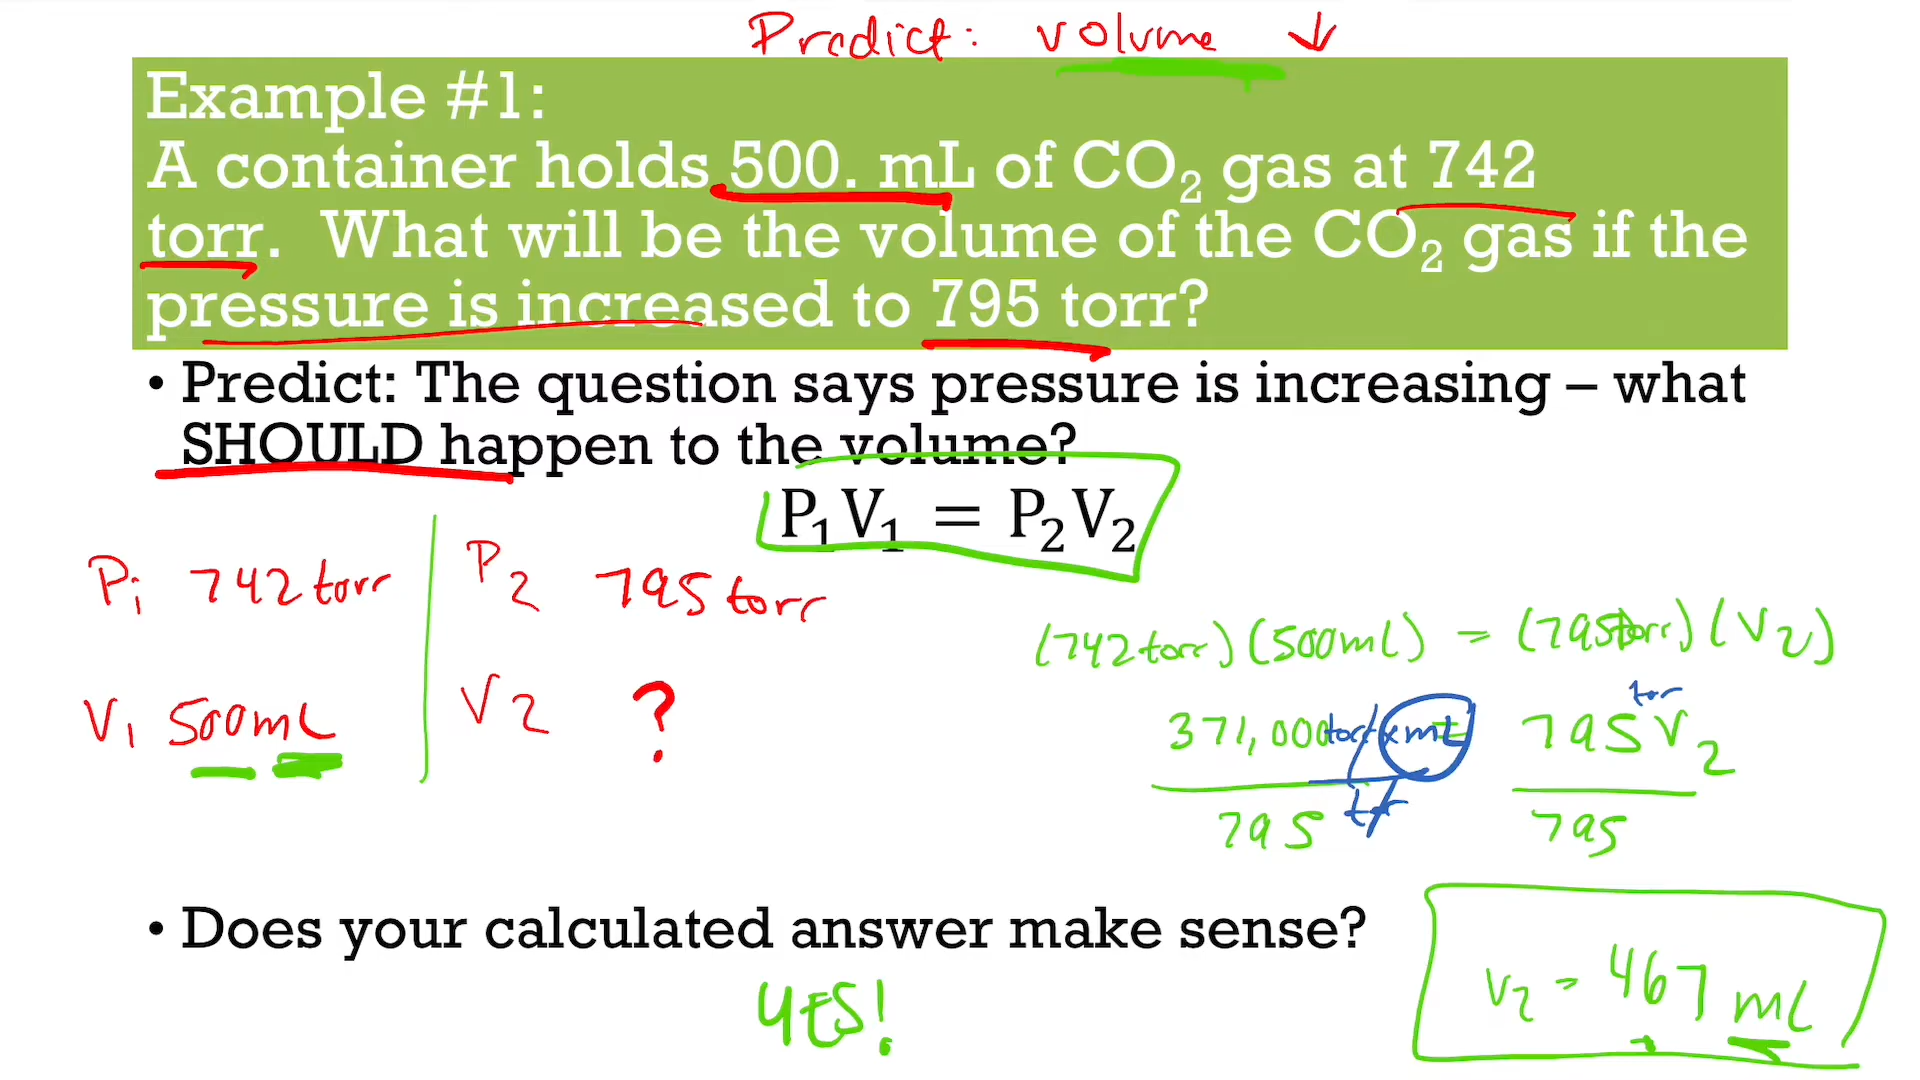 Predict: volume ↓
Example #1:
A container holds 500. mL of CO₂ gas at 742
torr. What will be the volume of the CO₂ gas if the
pressure is increased to 795 torr?
• Predict: The question says pressure is increasing – what
SHOULD happen to the volume?
P₁V₁ = P₂V₂
P₁ 742 torr P₂ 795 torr
V₁ 500mL V₂ ?
(742 torr) (500mL) = (795 torr) (V₂)
tor
371,000 torr x mL = 795 V₂
795 tor 795
• Does your calculated answer make sense?
YES!
V₂ = 467 mL